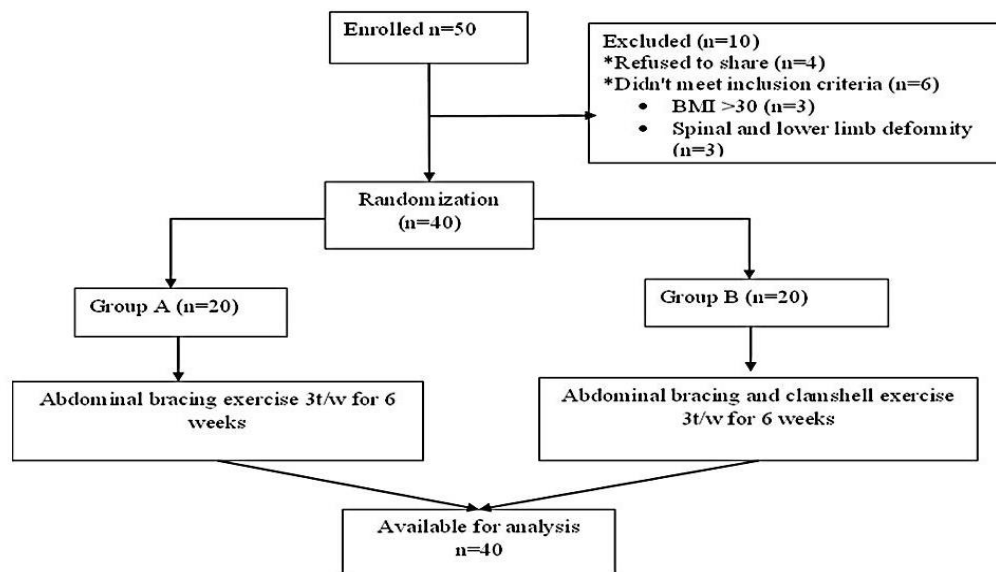 Enrolled n=50
Excluded (n=10)
*Refused to share (n=4)
*Didn't meet inclusion criteria (n=6)
• BMI >30 (n=3)
• Spinal and lower limb deformity
(n=3)
Randomization
(n=40)
Group A (n=20)
Group B (n=20)
Abdominal bracing exercise 3t/w for 6
weeks
Abdominal bracing and clamshell exercise
3t/w for 6 weeks
Available for analysis
n=40